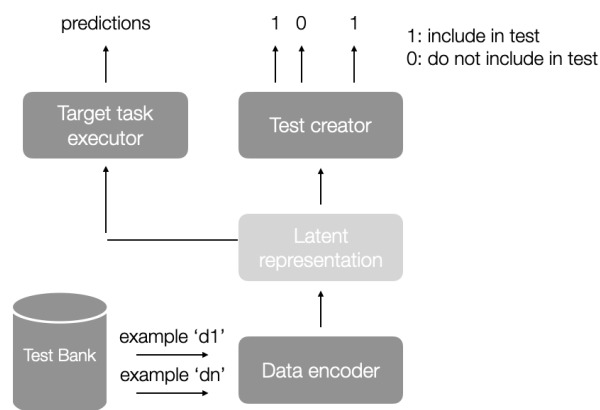 predictions
1 0 1
1: include in test
0: do not include in test
Target task
executor
Test creator
Latent
representation
Test Bank
example ‘d1’
example ‘dn’
Data encoder